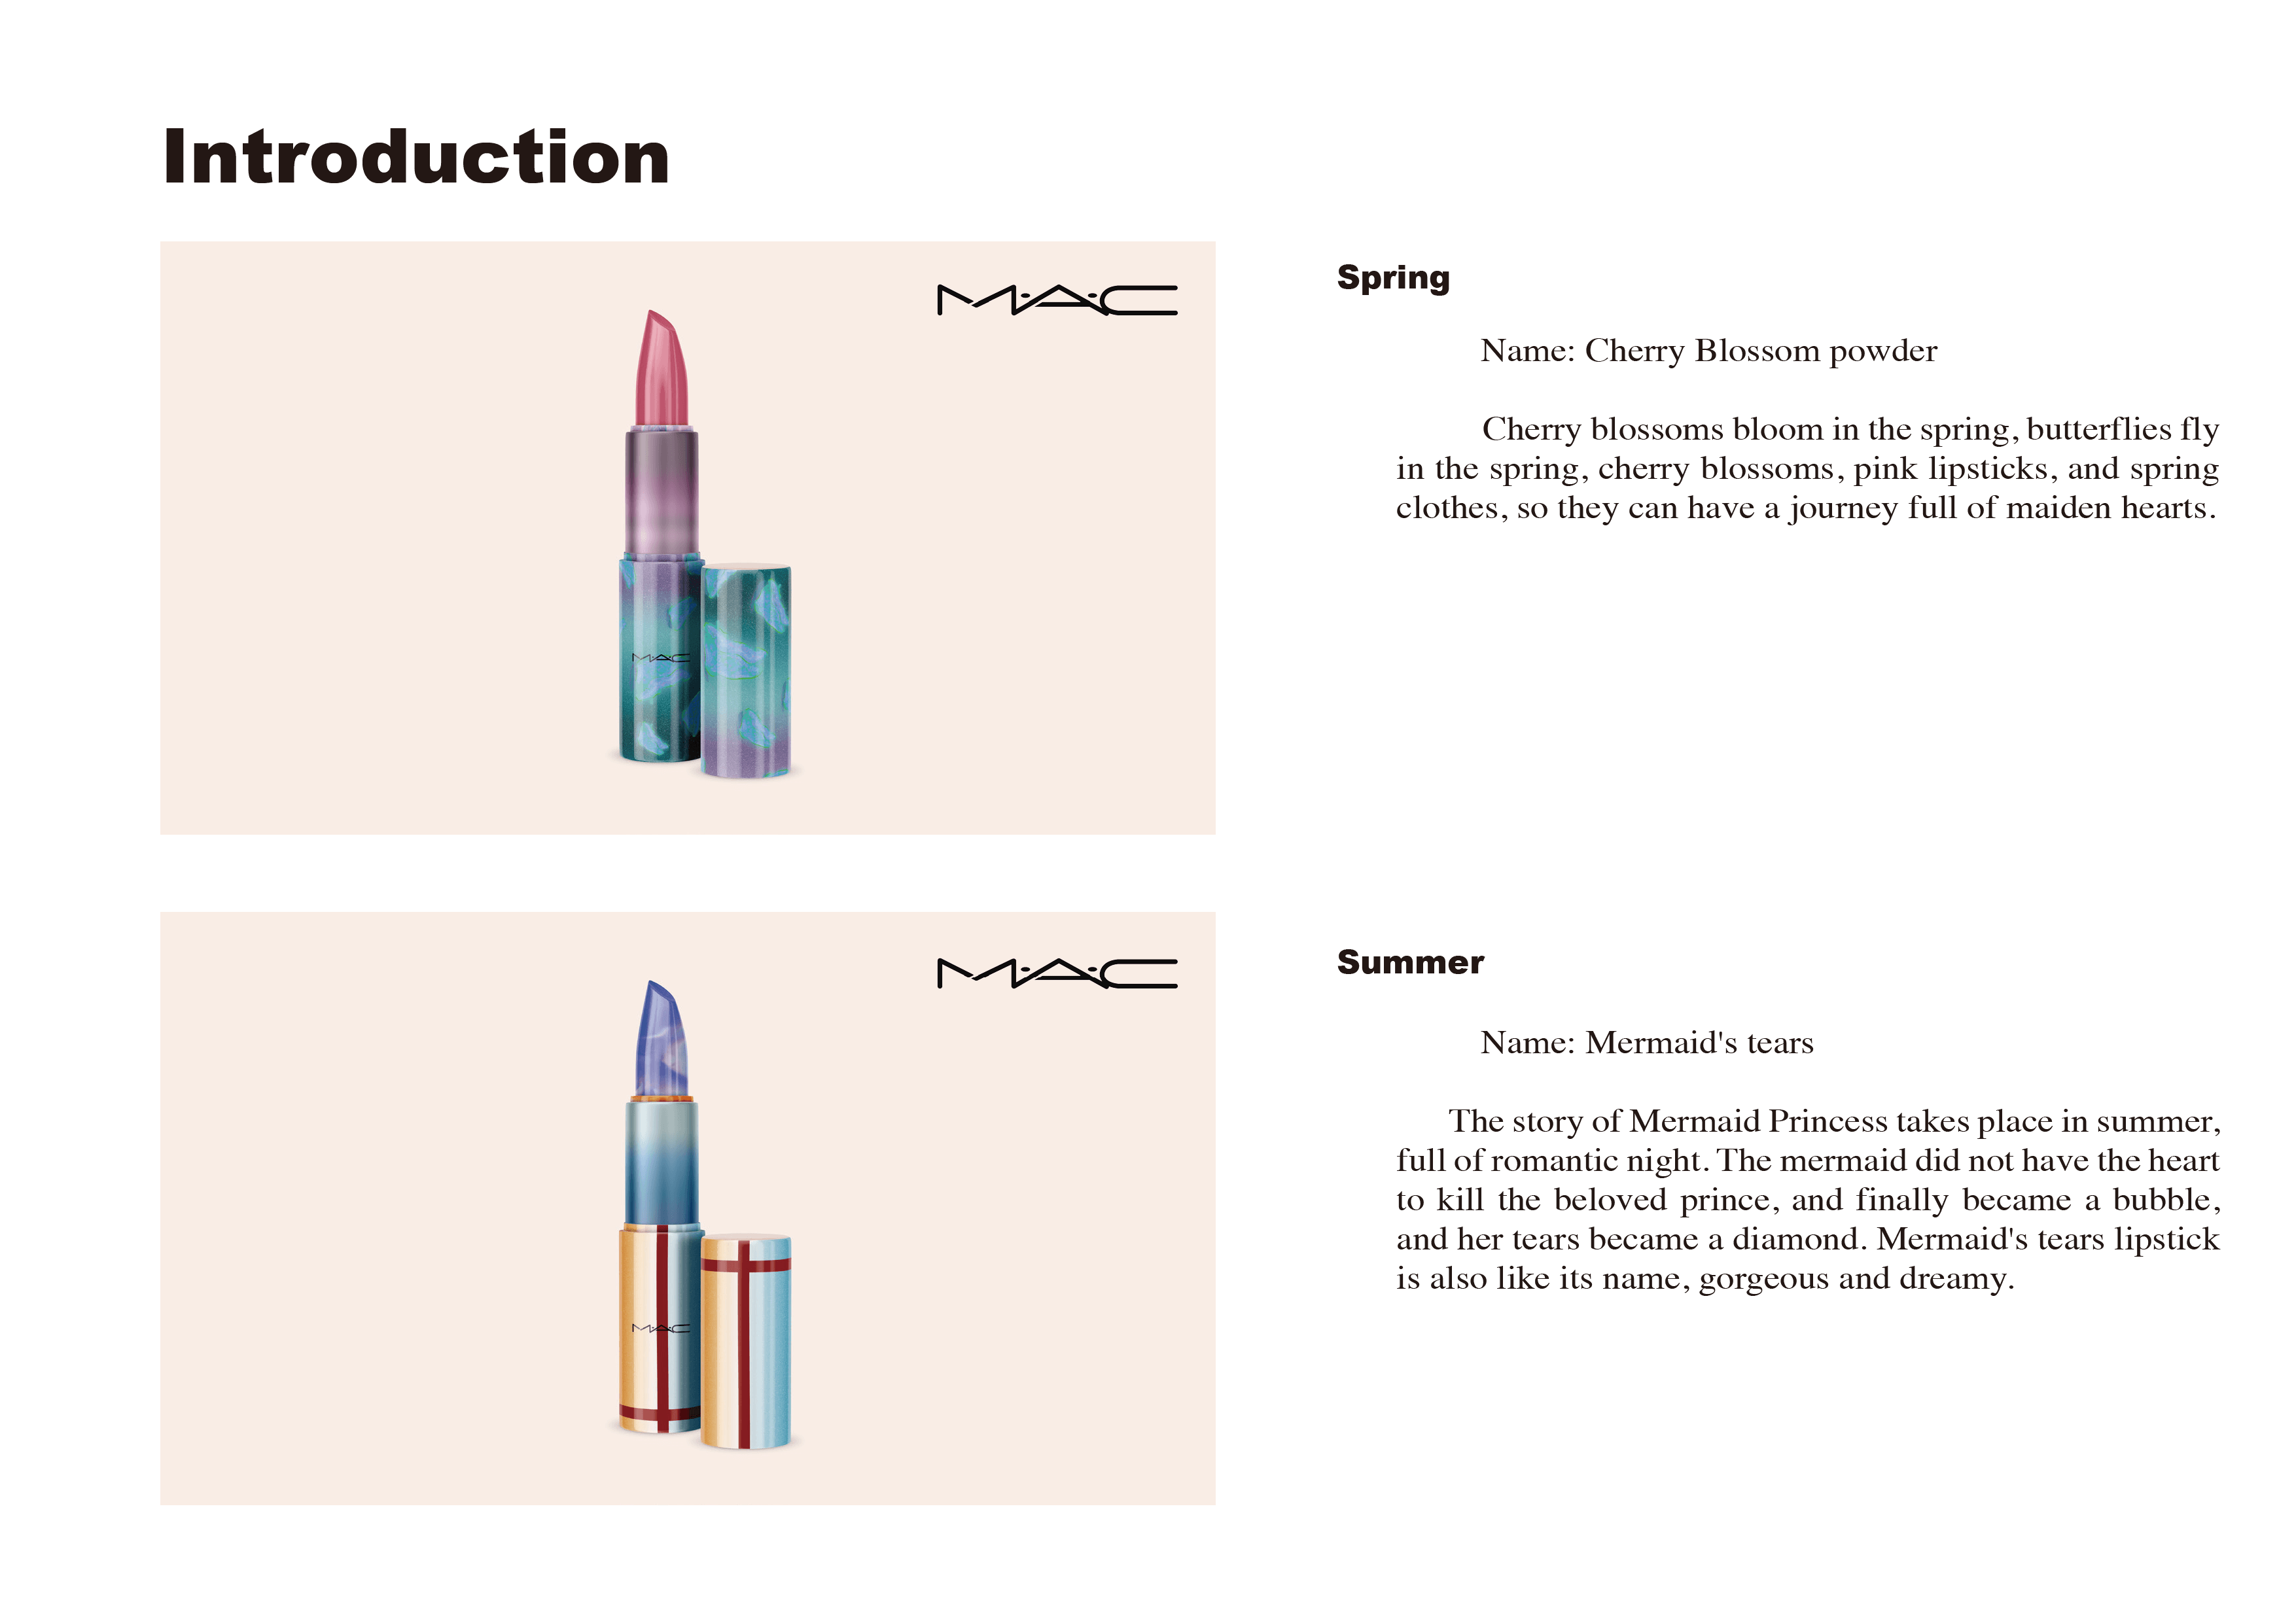 Introduction
M·A·C
Spring
Name: Cherry Blossom powder
Cherry blossoms bloom in the spring, butterflies fly
in the spring, cherry blossoms, pink lipsticks, and spring
clothes, so they can have a journey full of maiden hearts.
M·A·C
M·A·C
Summer
Name: Mermaid's tears
The story of Mermaid Princess takes place in summer,
full of romantic night. The mermaid did not have the heart
to kill the beloved prince, and finally became a bubble,
and her tears became a diamond. Mermaid's tears lipstick
is also like its name, gorgeous and dreamy.
M·A·C